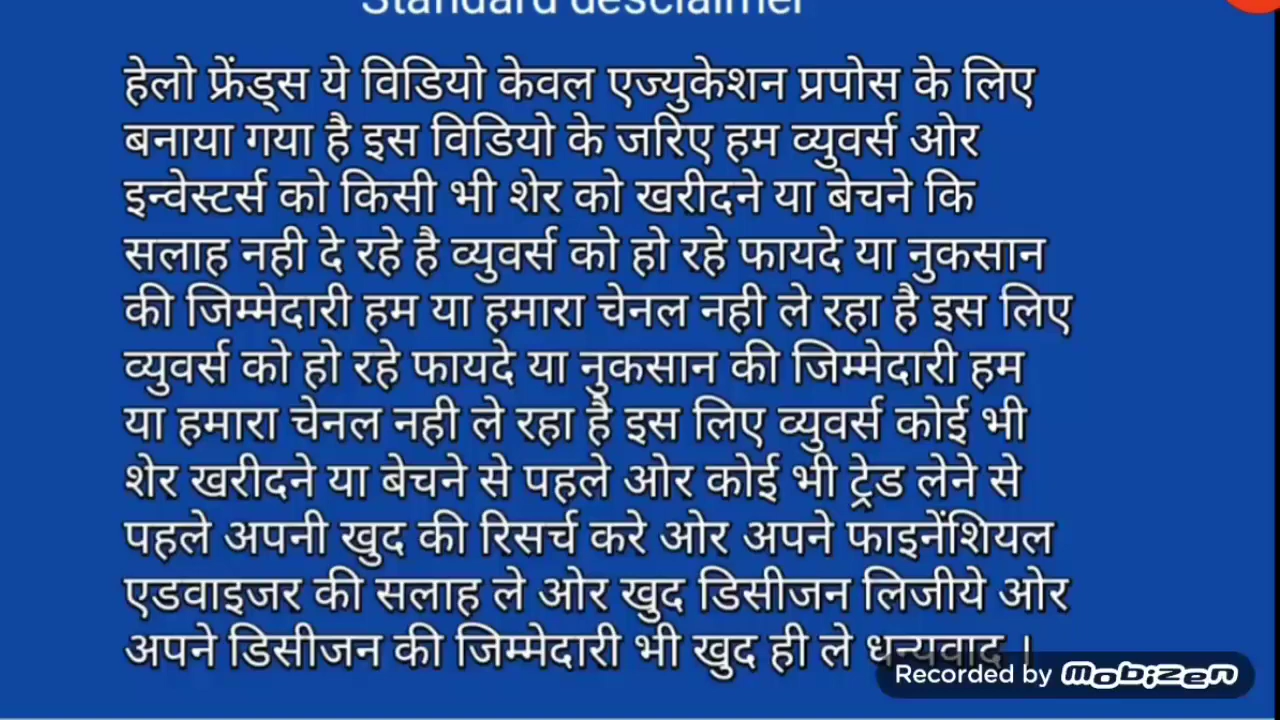 Standard desclaimer
हेलो फ्रेंड्स ये विडियो केवल एज्युकेशन प्रपोस के लिए
बनाया गया है इस विडियो के जरिए हम व्युवर्स ओर
इन्वेस्टर्स को किसी भी शेर को खरीदने या बेचने कि
सलाह नही दे रहे है व्युवर्स को हो रहे फायदे या नुकसान
की जिम्मेदारी हम या हमारा चेनल नही ले रहा है इस लिए
व्युवर्स को हो रहे फायदे या नुकसान की जिम्मेदारी हम
या हमारा चेनल नही ले रहा है इस लिए व्युवर्स कोई भी
शेर खरीदने या बेचने से पहले ओर कोई भी ट्रेड लेने से
पहले अपनी खुद की रिसर्च करे ओर अपने फाइनेंशियल
एडवाइजर की सलाह ले ओर खुद डिसीजन लिजीये ओर
अपने डिसीजन की जिम्मेदारी भी खुद ही ले धन्यवाद ।
Recorded by Mobizen